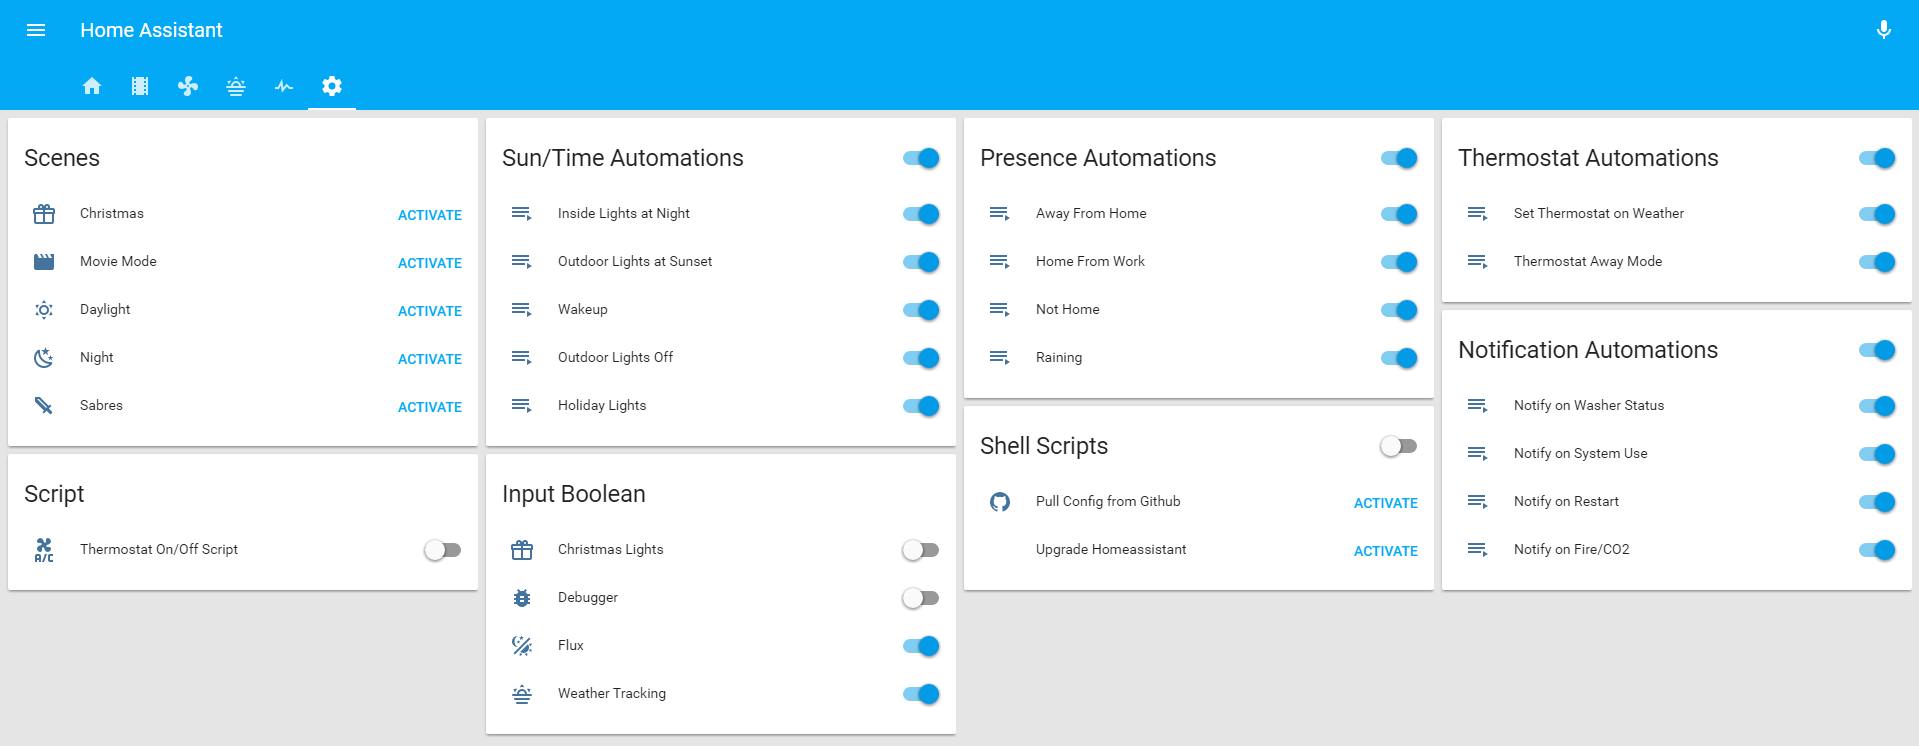 Home Assistant
Scenes
Christmas ACTIVATE
Movie Mode ACTIVATE
Daylight ACTIVATE
Night ACTIVATE
Sabres ACTIVATE
Script
A/C Thermostat On/Off Script
Sun/Time Automations
Inside Lights at Night
Outdoor Lights at Sunset
Wakeup
Outdoor Lights Off
Holiday Lights
Input Boolean
Christmas Lights
Debugger
Flux
Weather Tracking
Presence Automations
Away From Home
Home From Work
Not Home
Raining
Shell Scripts
Pull Config from Github ACTIVATE
Upgrade Homeassistant ACTIVATE
Thermostat Automations
Set Thermostat on Weather
Thermostat Away Mode
Notification Automations
Notify on Washer Status
Notify on System Use
Notify on Restart
Notify on Fire/CO2